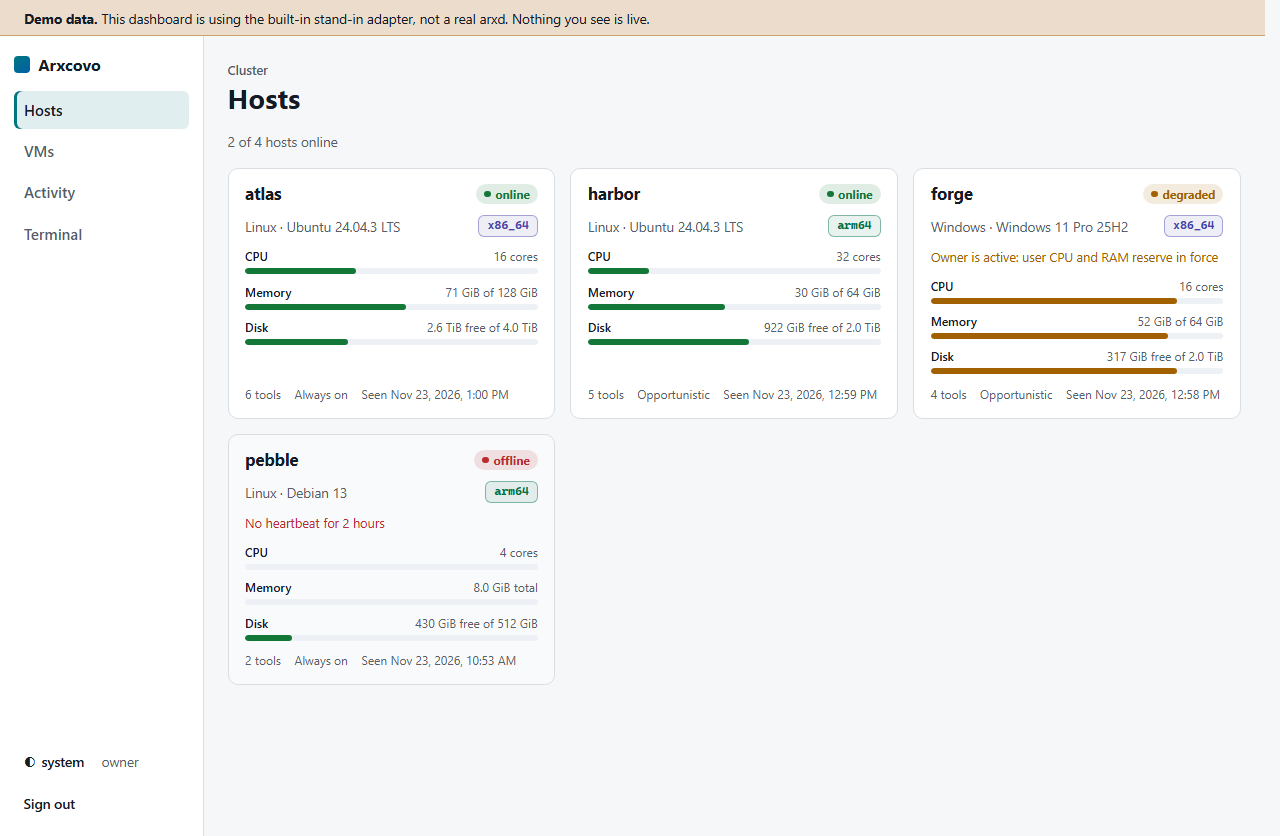 Demo data. This dashboard is using the built-in stand-in adapter, not a real arxd. Nothing you see is live.
Arxcovo
Hosts
VMs
Activity
Terminal
system owner
Sign out
Cluster
Hosts
2 of 4 hosts online
atlas online
Linux · Ubuntu 24.04.3 LTS x86_64
CPU 16 cores
Memory 71 GiB of 128 GiB
Disk 2.6 TiB free of 4.0 TiB
6 tools Always on Seen Nov 23, 2026, 1:00 PM
harbor online
Linux · Ubuntu 24.04.3 LTS arm64
CPU 32 cores
Memory 30 GiB of 64 GiB
Disk 922 GiB free of 2.0 TiB
5 tools Opportunistic Seen Nov 23, 2026, 12:59 PM
forge degraded
Windows · Windows 11 Pro 25H2 x86_64
Owner is active: user CPU and RAM reserve in force
CPU 16 cores
Memory 52 GiB of 64 GiB
Disk 317 GiB free of 2.0 TiB
4 tools Opportunistic Seen Nov 23, 2026, 12:58 PM
pebble offline
Linux · Debian 13 arm64
No heartbeat for 2 hours
CPU 4 cores
Memory 8.0 GiB total
Disk 430 GiB free of 512 GiB
2 tools Always on Seen Nov 23, 2026, 10:53 AM